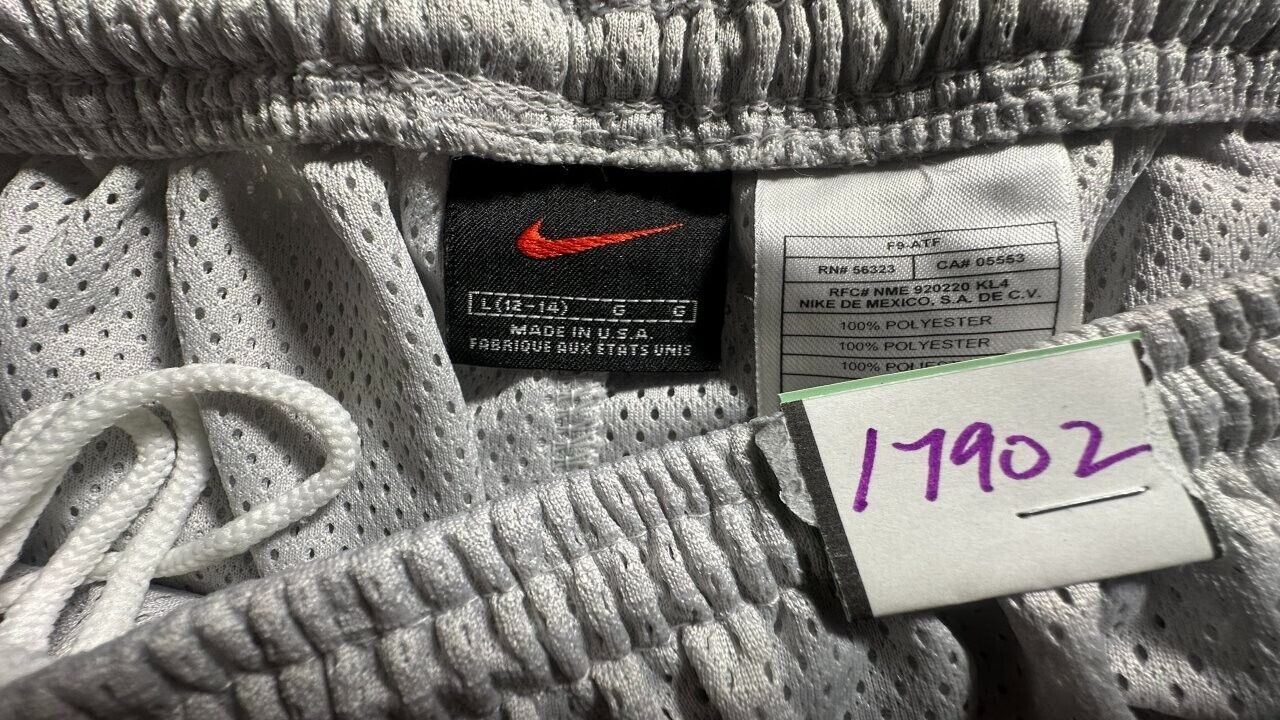 L(12-14) G G
MADE IN U.S.A
FABRIQUE AUX ETATS UNIS
F9-ATF
RN# 56323 CA# 05553
RFC# NME 920220 KL4
NIKE DE MEXICO, S.A. DE C.V.
100% POLYESTER
100% POLYESTER
100%
17902